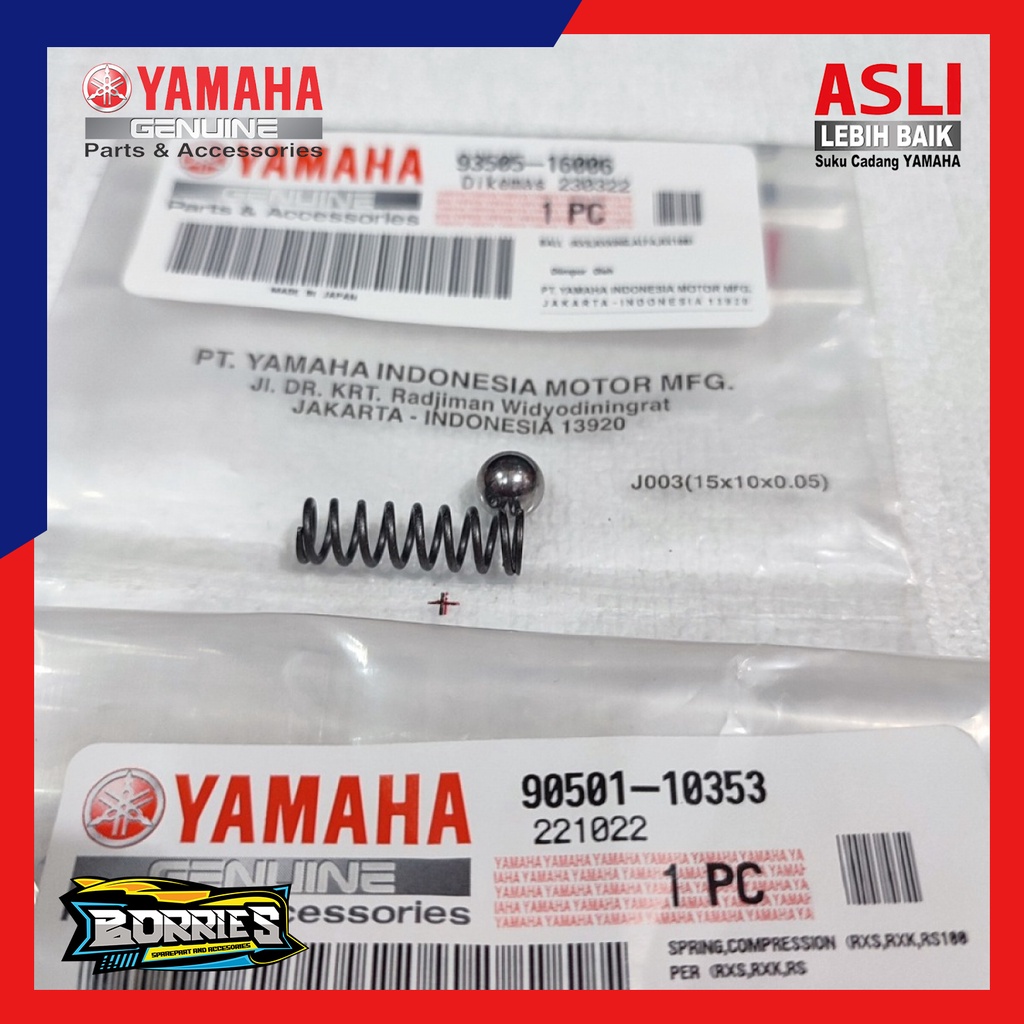 YAMAHA
GENUINE
Parts & Accessories
ASLI
LEBIH BAIK
Suku Cadang YAMAHA
YAMAHA
GENUINE
Parts & Accessories
MADE IN JAPAN
93505-16006
Dikemas 230322
1 PC
PT. YAMAHA INDONESIA MOTOR MFG.
JAKARTA - INDONESIA 13920
PT. YAMAHA INDONESIA MOTOR MFG.
Jl. DR. KRT. Radjiman Widyodiningrat
JAKARTA - INDONESIA 13920
J003(15x10x0.05)
YAMAHA
GENUINE
cessories
90501-10353
221022
1 PC
SPRING,COMPRESSION (RXS,RXK,RS100
PER (RXS,RXK,RS
BORRIES
SPAREPART AND ACCESORIES